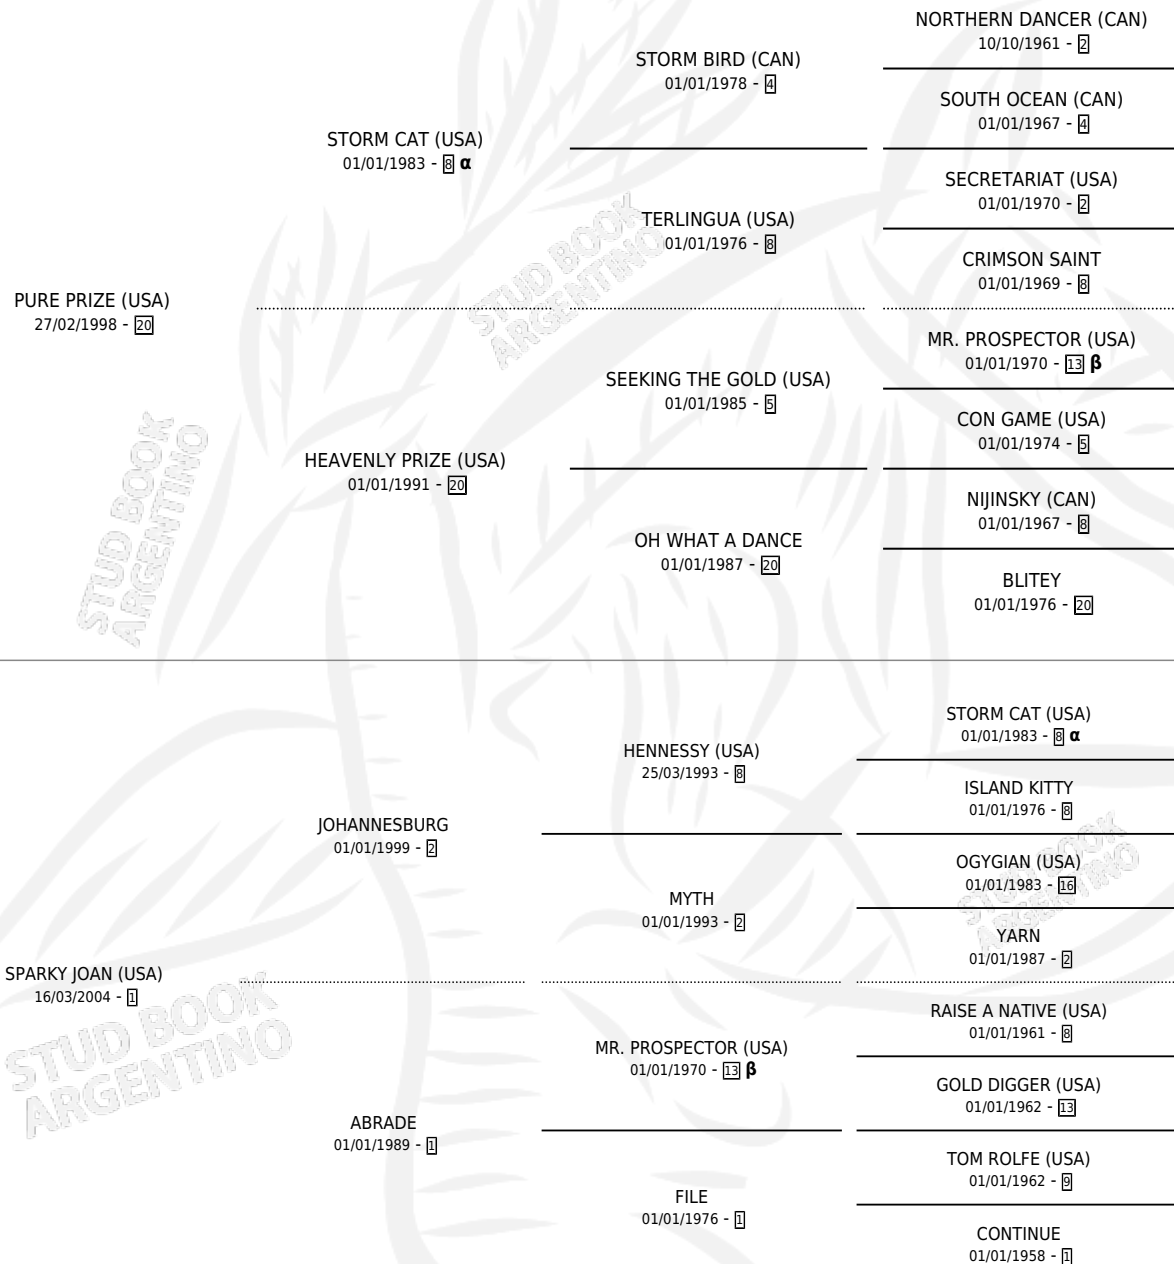 NORTHERN DANCER (CAN)
10/10/1961 - 2
STORM BIRD (CAN)
01/01/1978 - 4
SOUTH OCEAN (CAN)
01/01/1967 - 4
STORM CAT (USA)
01/01/1983 - 8 α
SECRETARIAT (USA)
01/01/1970 - 2
TERLINGUA (USA)
01/01/1976 - 8
CRIMSON SAINT
01/01/1969 - 8
PURE PRIZE (USA)
27/02/1998 - 20
MR. PROSPECTOR (USA)
01/01/1970 - 13 β
SEEKING THE GOLD (USA)
01/01/1985 - 5
CON GAME (USA)
01/01/1974 - 5
HEAVENLY PRIZE (USA)
01/01/1991 - 20
NIJINSKY (CAN)
01/01/1967 - 8
OH WHAT A DANCE
01/01/1987 - 20
BLITEY
01/01/1976 - 20
STORM CAT (USA)
01/01/1983 - 8 α
HENNESSY (USA)
25/03/1993 - 8
ISLAND KITTY
01/01/1976 - 8
JOHANNESBURG
01/01/1999 - 2
OGYGIAN (USA)
01/01/1983 - 16
MYTH
01/01/1993 - 2
YARN
01/01/1987 - 2
SPARKY JOAN (USA)
16/03/2004 - 1
RAISE A NATIVE (USA)
01/01/1961 - 8
MR. PROSPECTOR (USA)
01/01/1970 - 13 β
GOLD DIGGER (USA)
01/01/1962 - 13
ABRADE
01/01/1989 - 1
TOM ROLFE (USA)
01/01/1962 - 9
FILE
01/01/1976 - 1
CONTINUE
01/01/1958 - 1
STUD BOOK
ARGENTINO
STUD BOOK
ARGENTINO
STUD BOOK
ARGENTINO
STUD BOOK
ARGENTINO